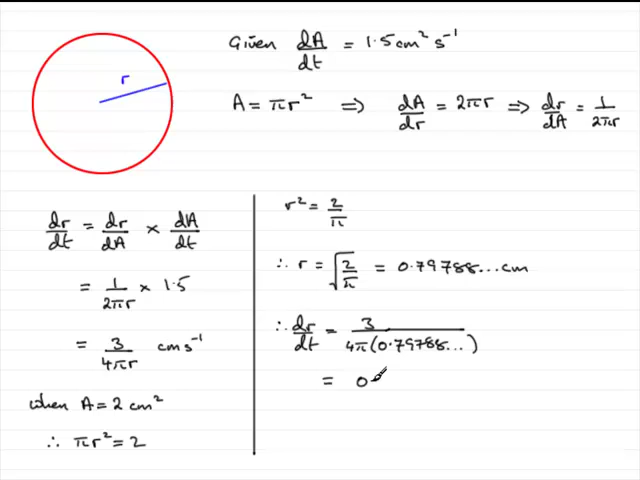 r
Given dA/dt = 1.5 cm² s⁻¹
A = πr² ⟹ dA/dr = 2πr ⟹ dr/dA = 1/2πr
dr/dt = dr/dA × dA/dt
= 1/2πr × 1.5
= 3/4πr cm s⁻¹
when A = 2 cm²
∴ πr² = 2
r² = 2/π
∴ r = √2/π = 0.79788... cm
∴ dr/dt = 3/4π(0.79788...)
= 0